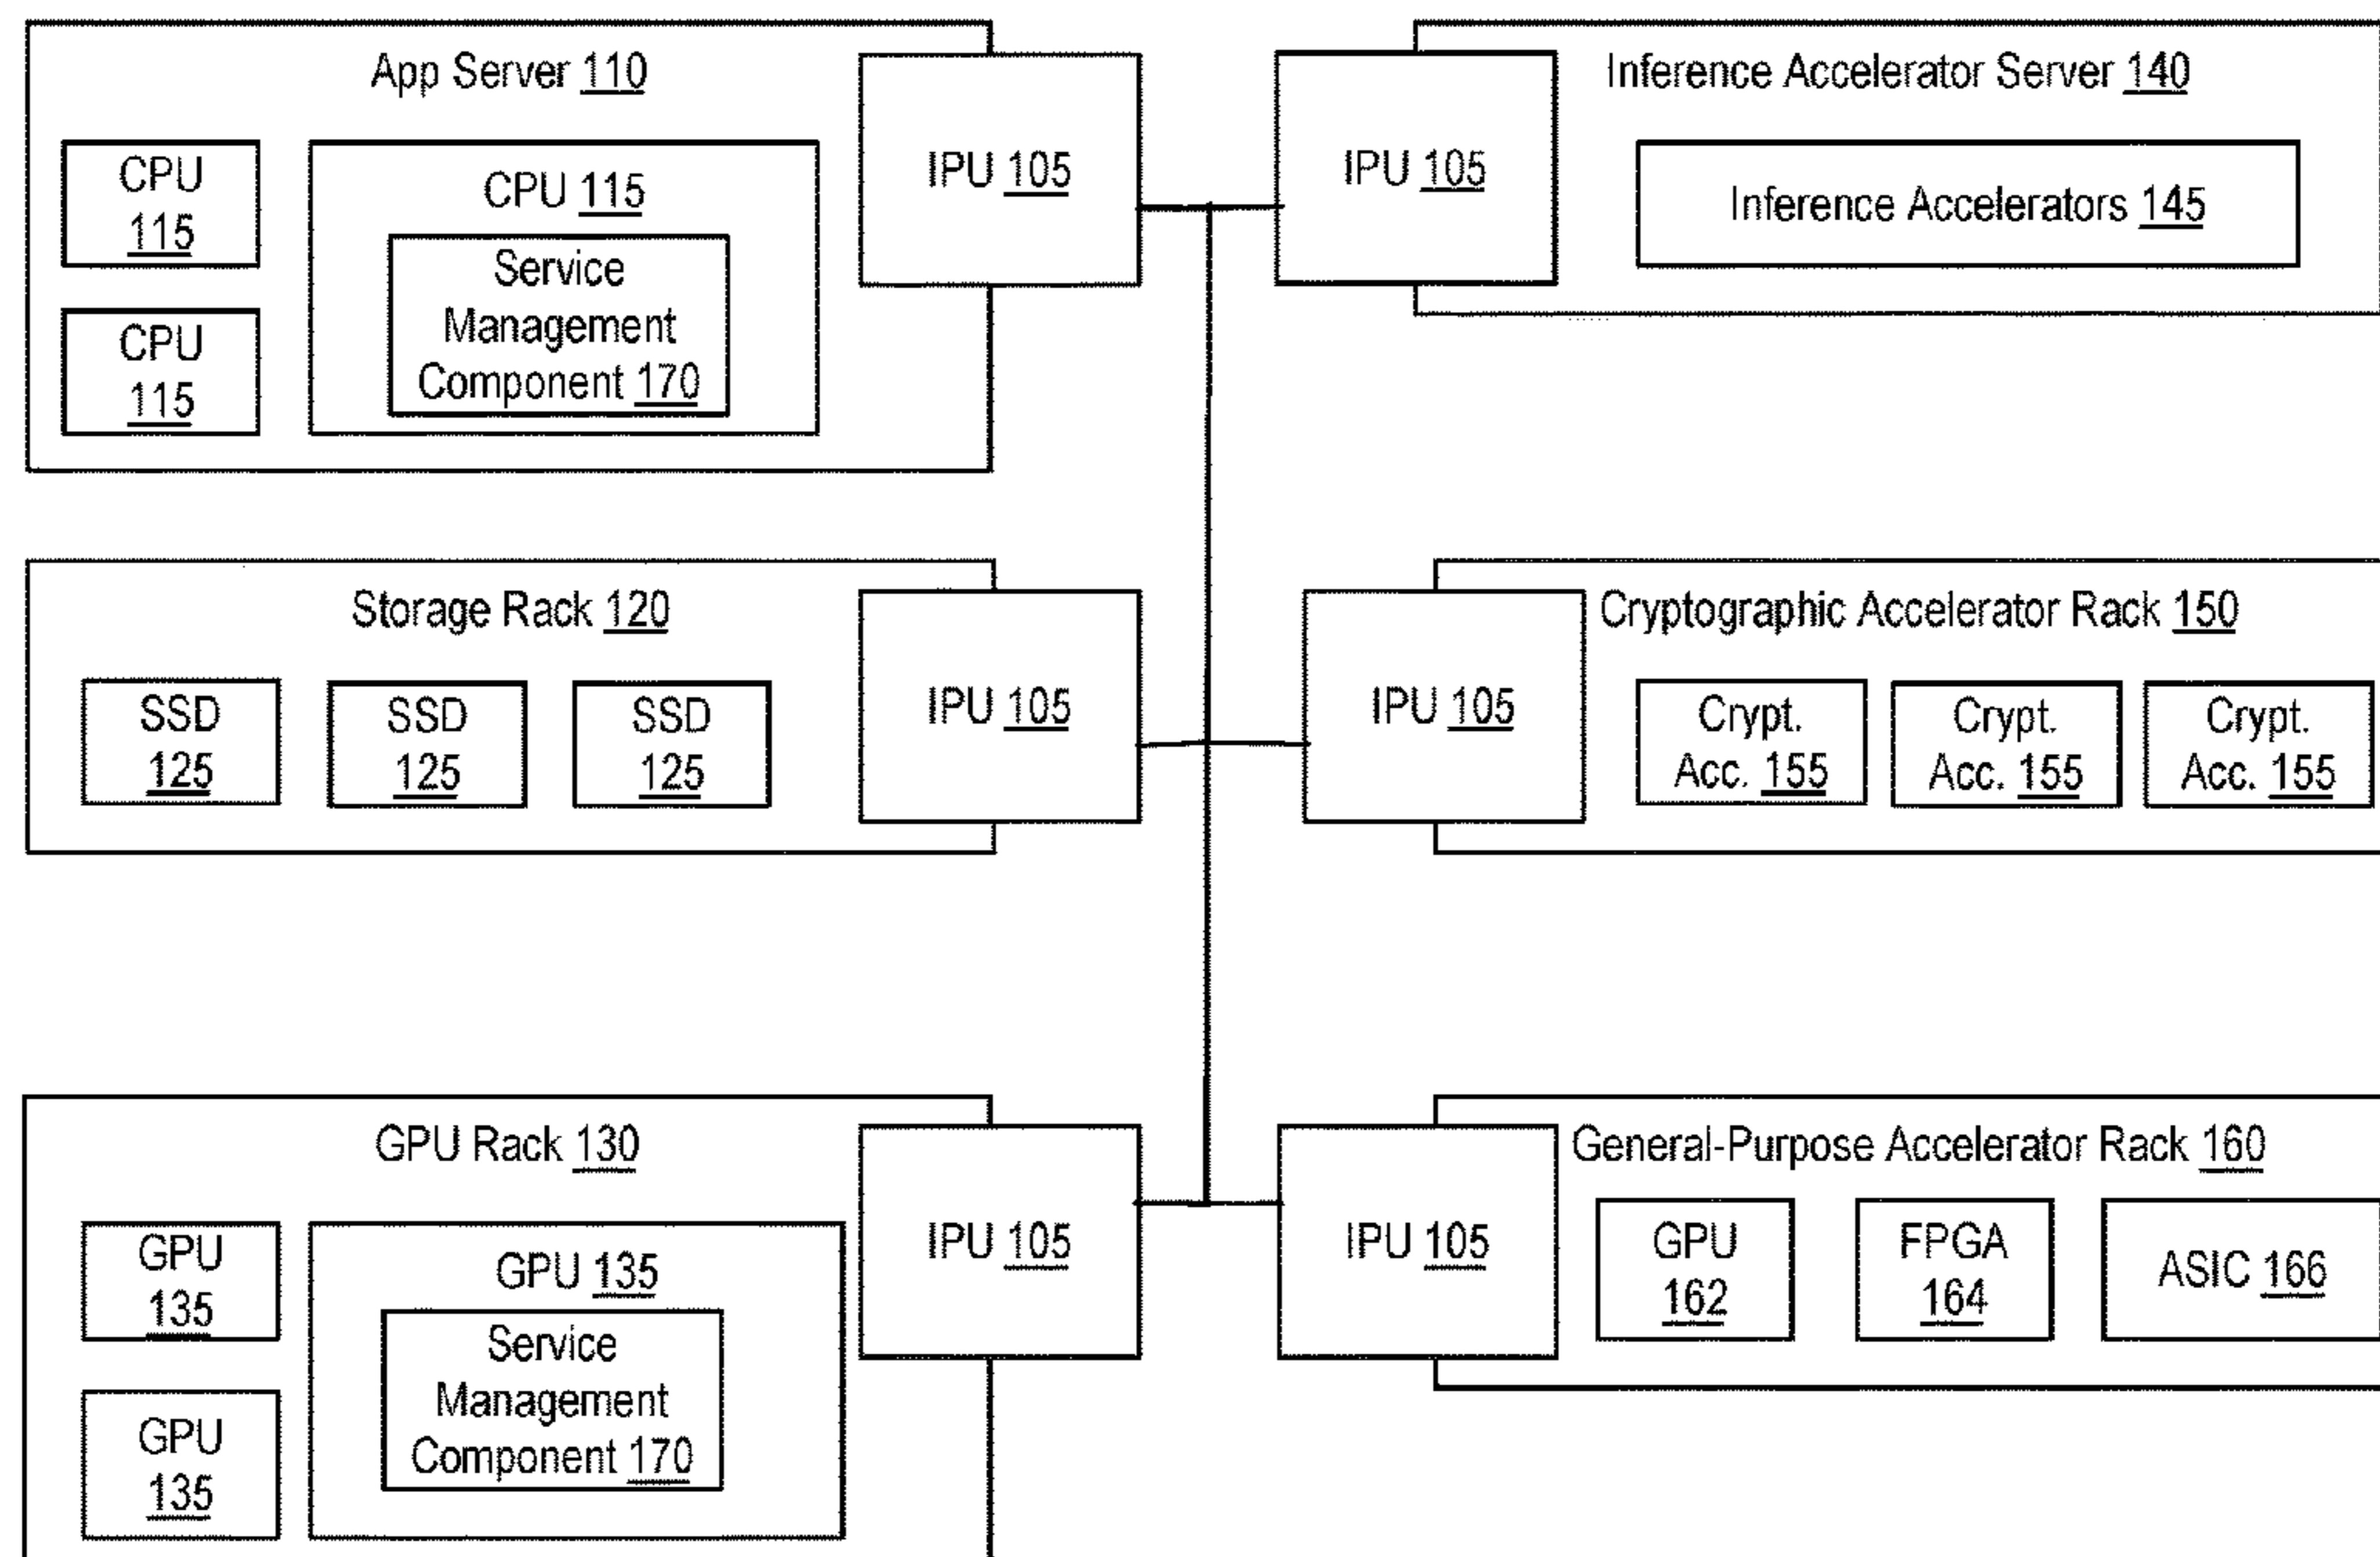 App Server 110
CPU
115
CPU
115
CPU 115
Service
Management
Component 170
IPU 105
IPU 105
Inference Accelerator Server 140
Inference Accelerators 145
Storage Rack 120
SSD
125
SSD
125
SSD
125
IPU 105
IPU 105
Cryptographic Accelerator Rack 150
Crypt.
Acc. 155
Crypt.
Acc. 155
Crypt.
Acc. 155
GPU Rack 130
GPU
135
GPU
135
GPU 135
Service
Management
Component 170
IPU 105
IPU 105
General-Purpose Accelerator Rack 160
GPU
162
FPGA
164
ASIC 166